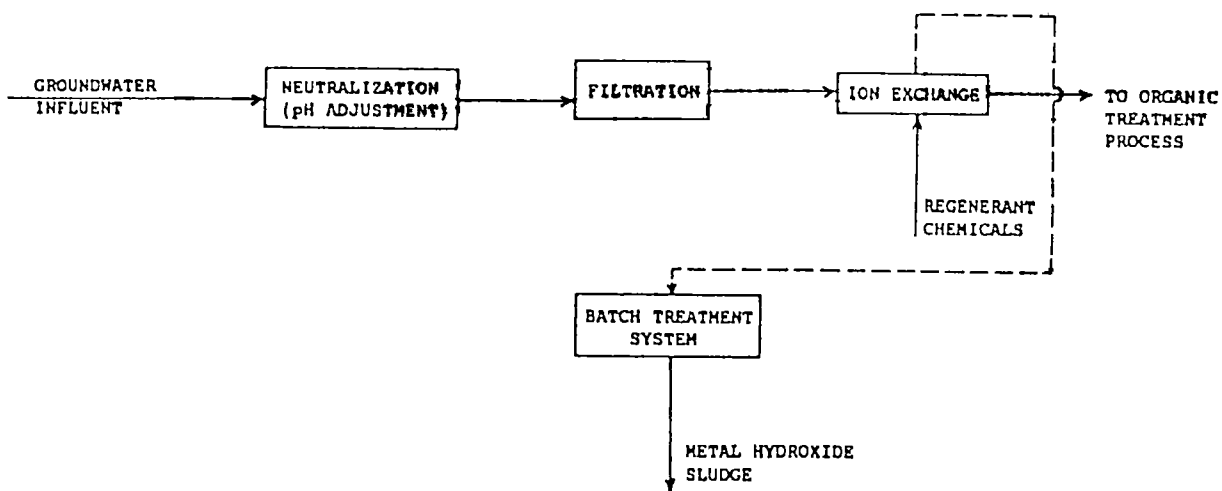 GROUNDWATER
INFLUENT
NEUTRALIZATION
(pH ADJUSTMENT)
FILTRATION
ION EXCHANGE
TO ORGANIC
TREATMENT
PROCESS
REGENERANT
CHEMICALS
BATCH TREATMENT
SYSTEM
METAL HYDROXIDE
SLUDGE